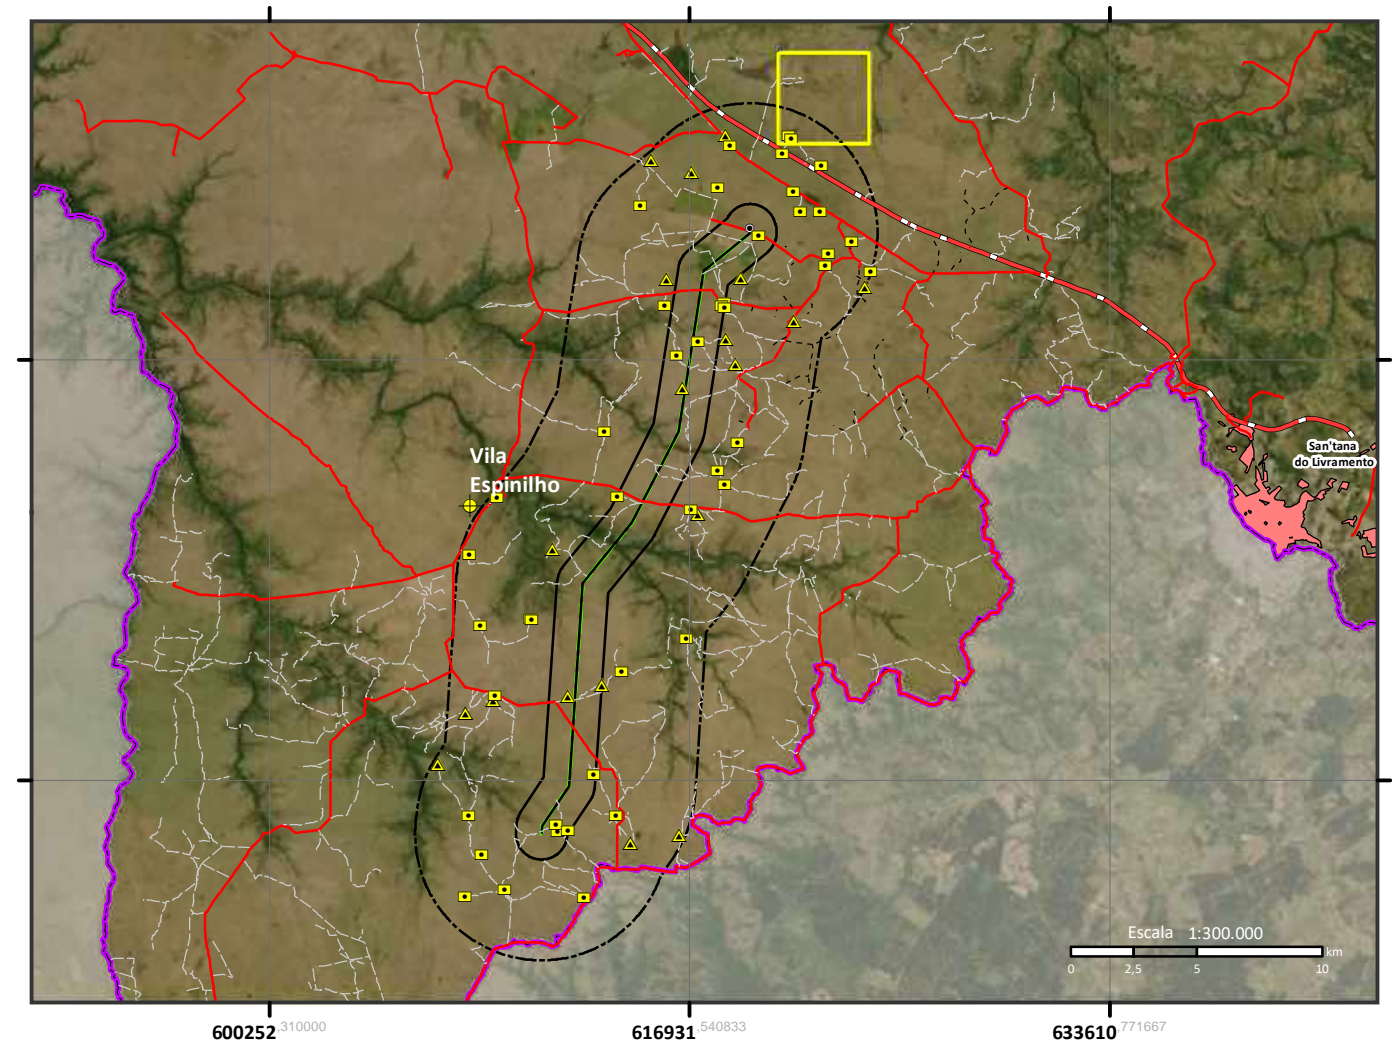 Vila
Espinilho
San'tana
do Livramento
Escala 1:300.000
km
0 2,5 5 10
600252,310000 616931,540833 633610,771667